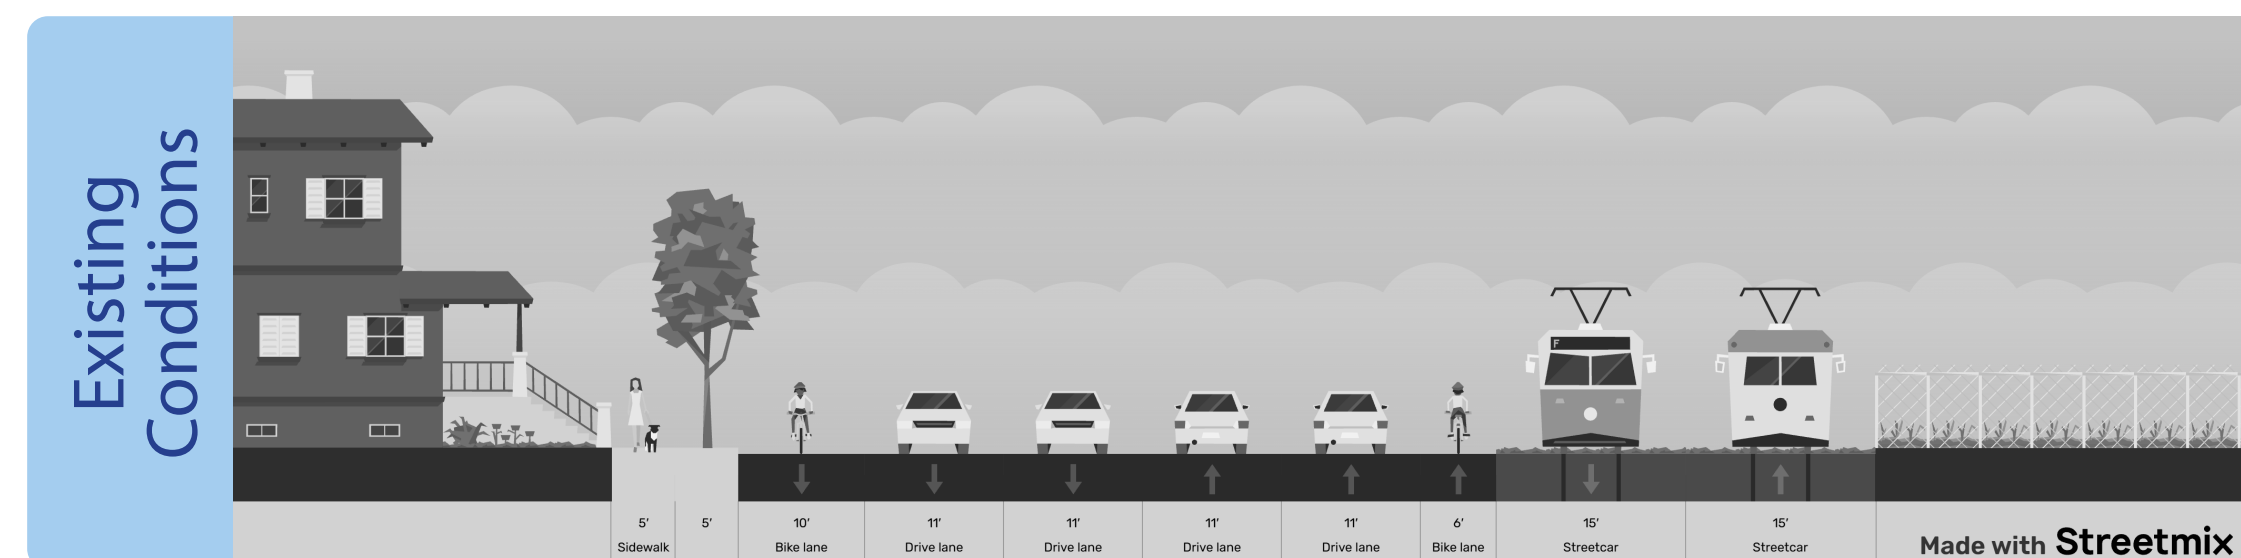 Existing
Conditions
F
5' 5' 10' 11' 11' 11' 11' 6' 15' 15'
Sidewalk Bike lane Drive lane Drive lane Drive lane Drive lane Bike lane Streetcar Streetcar
Made with Streetmix